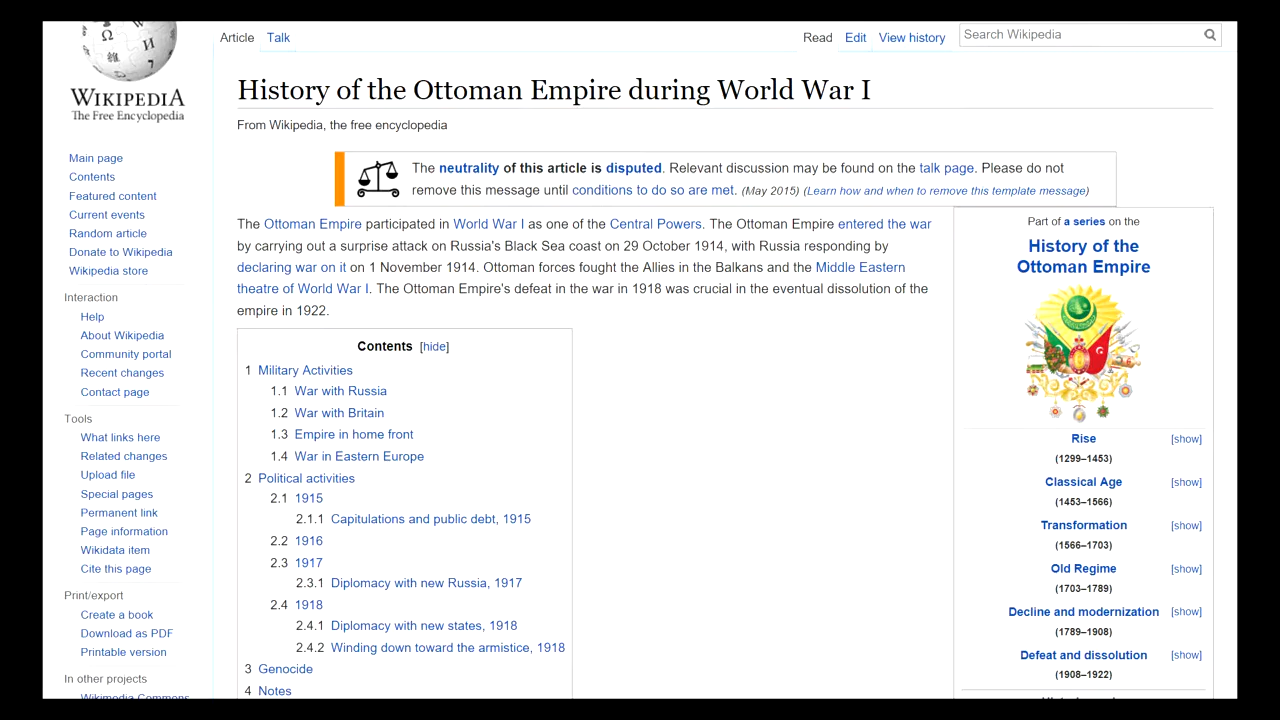 Article Talk Read Edit View history Search Wikipedia
WIKIPEDIA
The Free Encyclopedia
Main page
Contents
Featured content
Current events
Random article
Donate to Wikipedia
Wikipedia store
Interaction
Help
About Wikipedia
Community portal
Recent changes
Contact page
Tools
What links here
Related changes
Upload file
Special pages
Permanent link
Page information
Wikidata item
Cite this page
Print/export
Create a book
Download as PDF
Printable version
In other projects
Wikimedia Commons
History of the Ottoman Empire during World War I
From Wikipedia, the free encyclopedia
The neutrality of this article is disputed. Relevant discussion may be found on the talk page. Please do not
remove this message until conditions to do so are met. (May 2015) (Learn how and when to remove this template message)
The Ottoman Empire participated in World War I as one of the Central Powers. The Ottoman Empire entered the war
by carrying out a surprise attack on Russia's Black Sea coast on 29 October 1914, with Russia responding by
declaring war on it on 1 November 1914. Ottoman forces fought the Allies in the Balkans and the Middle Eastern
theatre of World War I. The Ottoman Empire's defeat in the war in 1918 was crucial in the eventual dissolution of the
empire in 1922.
Contents [hide]
1 Military Activities
1.1 War with Russia
1.2 War with Britain
1.3 Empire in home front
1.4 War in Eastern Europe
2 Political activities
2.1 1915
2.1.1 Capitulations and public debt, 1915
2.2 1916
2.3 1917
2.3.1 Diplomacy with new Russia, 1917
2.4 1918
2.4.1 Diplomacy with new states, 1918
2.4.2 Winding down toward the armistice, 1918
3 Genocide
4 Notes
Part of a series on the
History of the
Ottoman Empire
Rise [show]
(1299–1453)
Classical Age [show]
(1453–1566)
Transformation [show]
(1566–1703)
Old Regime [show]
(1703–1789)
Decline and modernization [show]
(1789–1908)
Defeat and dissolution [show]
(1908–1922)